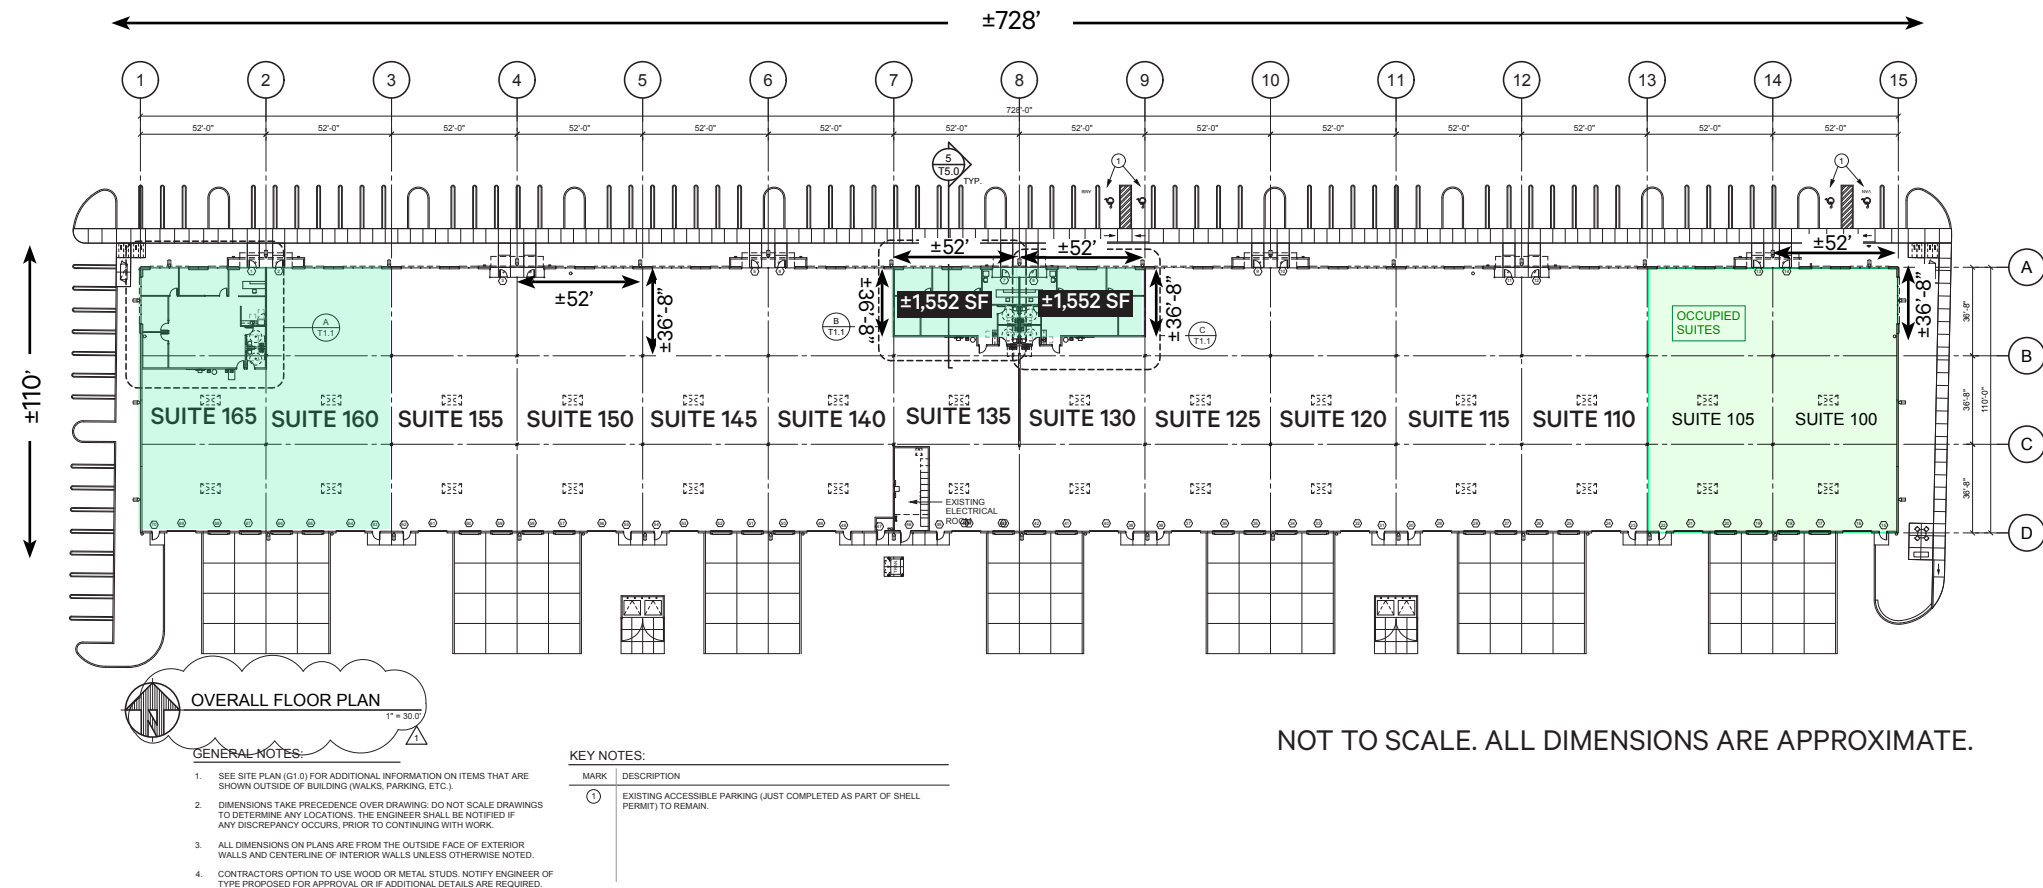 ±728’
1 2 3 4 5 6 7 8 9 10 11 12 13 14 15
728'-0"
52'-0" 52'-0" 52'-0" 52'-0" 52'-0" 52'-0" 52'-0" 52'-0" 52'-0" 52'-0" 52'-0" 52'-0" 52'-0" 52'-0"
5
T5.0
TYP.
1
1
VAN
±52’ ±52’ ±52’
A
±52’
±36’-8”
±36’-8”
±1,552 SF
±1,552 SF
±36’-8”
±36’-8”
36'-8"
A
T1.1
B
T1.1
C
T1.1
OCCUPIED
SUITES
B
±110’
SUITE 165 SUITE 160 SUITE 155 SUITE 150 SUITE 145 SUITE 140 SUITE 135 SUITE 130 SUITE 125 SUITE 120 SUITE 115 SUITE 110 SUITE 105 SUITE 100
36'-8"
110'-0"
C
36'-8"
EXISTING
ELECTRICAL
ROOM
D
OVERALL FLOOR PLAN
1" = 30.0'
N
1
GENERAL NOTES:
1. SEE SITE PLAN (G1.0) FOR ADDITIONAL INFORMATION ON ITEMS THAT ARE
SHOWN OUTSIDE OF BUILDING (WALKS, PARKING, ETC.).
2. DIMENSIONS TAKE PRECEDENCE OVER DRAWING: DO NOT SCALE DRAWINGS
TO DETERMINE ANY LOCATIONS. THE ENGINEER SHALL BE NOTIFIED IF
ANY DISCREPANCY OCCURS, PRIOR TO CONTINUING WITH WORK.
3. ALL DIMENSIONS ON PLANS ARE FROM THE OUTSIDE FACE OF EXTERIOR
WALLS AND CENTERLINE OF INTERIOR WALLS UNLESS OTHERWISE NOTED.
4. CONTRACTORS OPTION TO USE WOOD OR METAL STUDS. NOTIFY ENGINEER OF
TYPE PROPOSED FOR APPROVAL OR IF ADDITIONAL DETAILS ARE REQUIRED.
KEY NOTES:
MARK DESCRIPTION
1 EXISTING ACCESSIBLE PARKING (JUST COMPLETED AS PART OF SHELL
PERMIT) TO REMAIN.
NOT TO SCALE. ALL DIMENSIONS ARE APPROXIMATE.